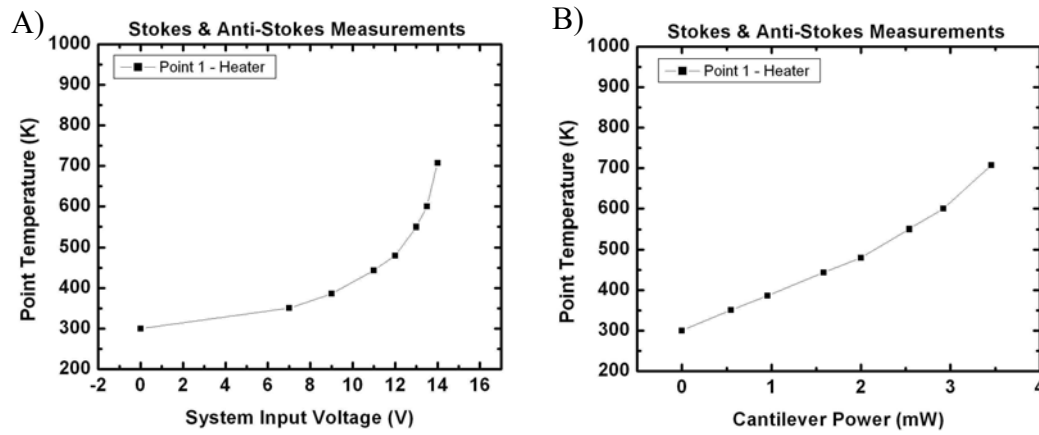 A)
Stokes & Anti-Stokes Measurements
Point 1 - Heater
Point Temperature (K)
1000
900
800
700
600
500
400
300
200
-2 0 2 4 6 8 10 12 14 16
System Input Voltage (V)
B)
Stokes & Anti-Stokes Measurements
Point 1 - Heater
Point Temperature (K)
1000
900
800
700
600
500
400
300
200
0 1 2 3 4
Cantilever Power (mW)